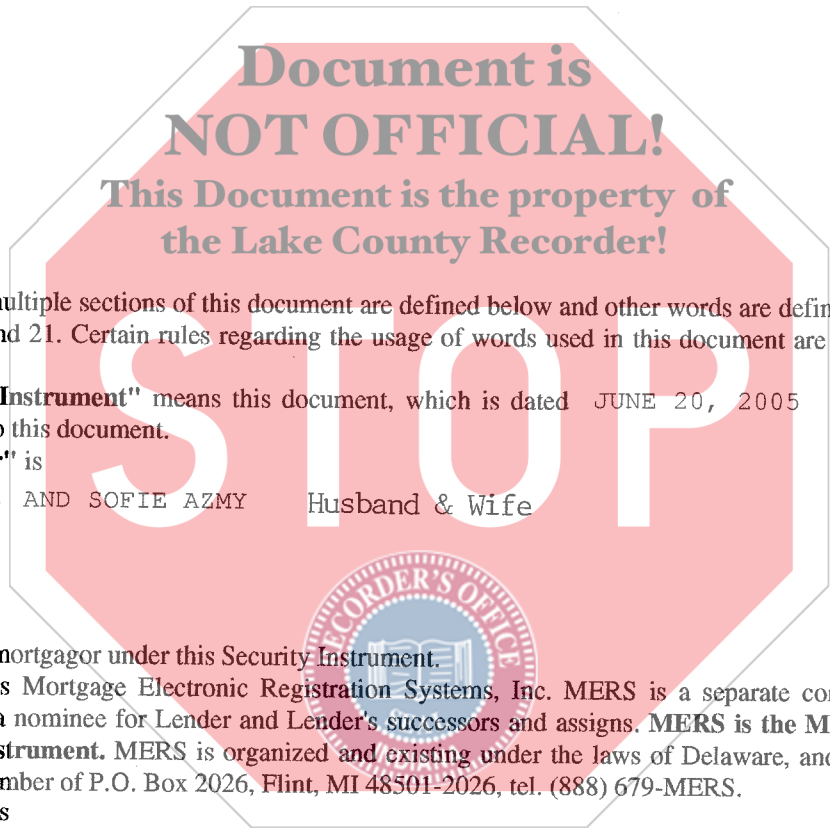 Document is
NOT OFFICIAL!
This Document is the property of
the Lake County Recorder!
ultiple sections of this document are defined below and other words are defin
nd 21. Certain rules regarding the usage of words used in this document are
STOP
Instrument" means this document, which is dated JUNE 20, 2005
o this document.
r" is
AND SOFIE AZMY Husband & Wife
RECORDER'S OFFICE
mortgagor under this Security Instrument.
s Mortgage Electronic Registration Systems, Inc. MERS is a separate cor
a nominee for Lender and Lender's successors and assigns. MERS is the M
strument. MERS is organized and existing under the laws of Delaware, and
mber of P.O. Box 2026, Flint, MI 48501-2026, tel. (888) 679-MERS.
s